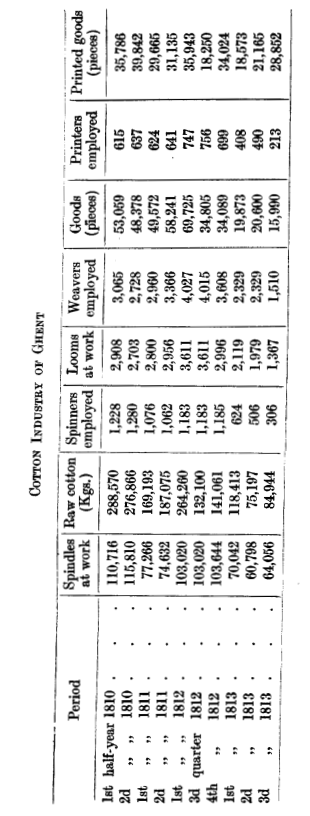 COTTON INDUSTRY OF GHENT
Period Spindles at work Raw cotton (Kgs.) Spinners employed Looms at work Weavers employed Goods (pieces) Printers employed Printed goods (pieces)
1st half-year 1810 . . . 110,716 288,570 1,228 2,908 3,065 53,059 615 35,786
2d „ „ 1810 . . . 115,810 276,866 1,280 2,703 2,728 48,378 637 39,842
1st „ „ 1811 . . . 77,266 169,193 1,076 2,800 2,960 49,572 624 29,665
2d „ „ 1811 . . . 74,632 187,975 1,062 2,956 3,366 58,241 641 31,135
1st „ „ 1812 . . . 103,020 264,260 1,183 3,611 4,027 69,725 747 35,943
3d quarter 1812 . . . 103,020 132,100 1,183 3,611 4,015 34,805 756 18,250
4th „ 1812 . . . 103,644 141,061 1,185 2,996 3,608 34,089 699 34,024
1st „ 1813 . . . 70,042 118,413 624 2,119 2,329 19,873 408 18,573
2d „ 1813 . . . 60,798 75,197 506 1,979 2,329 20,600 490 21,165
3d „ 1813 . . . 64,056 84,944 306 1,367 1,510 15,990 213 28,852